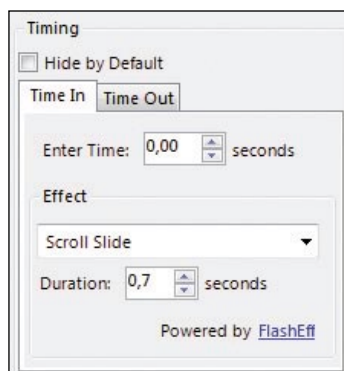 Timing
Hide by Default
Time In Time Out
Enter Time: 0,00 seconds
Effect
Scroll Slide
Duration: 0,7 seconds
Powered by FlashEff